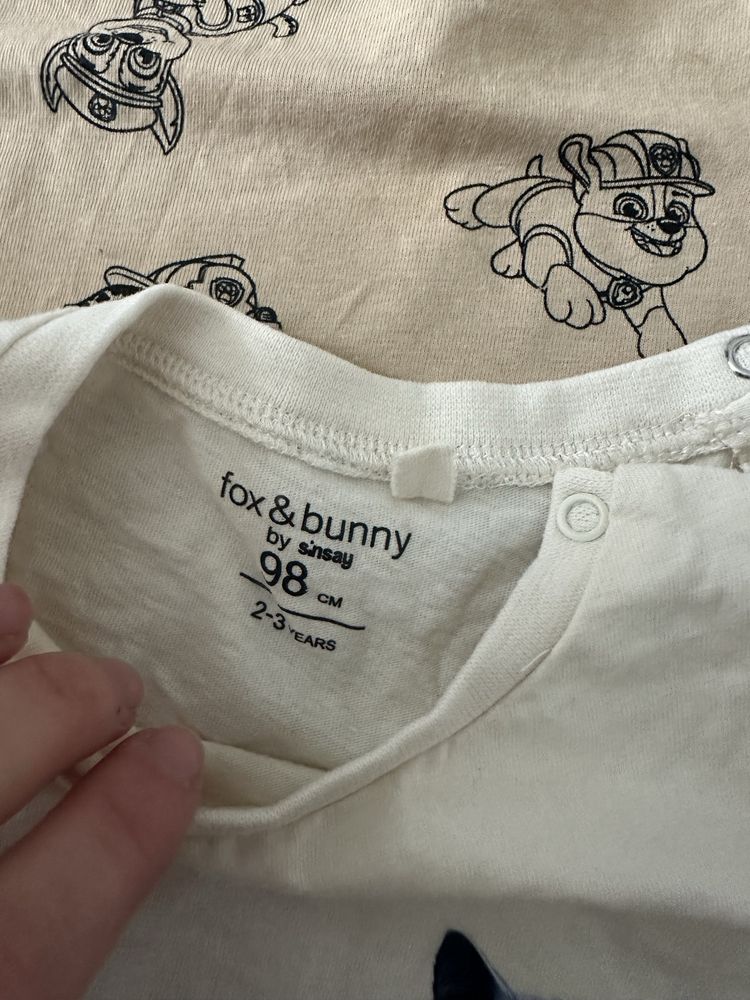 fox & bunny
by sinsay
98 CM
2-3 YEARS